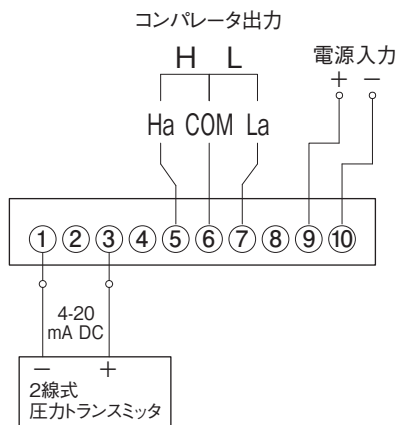 コンパレータ出力
H L
電源入力
+ −
Ha COM La
① ② ③ ④ ⑤ ⑥ ⑦ ⑧ ⑨ ⑩
4-20
mA DC
− +
2線式
圧力トランスミッタ